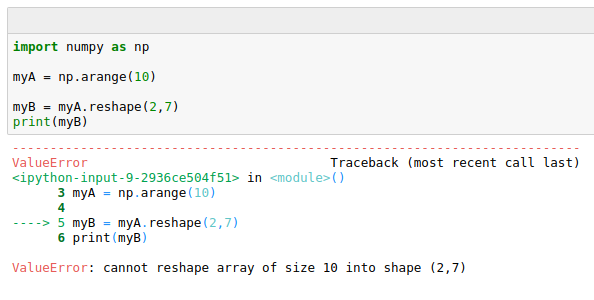 import numpy as np
myA = np.arange(10)
myB = myA.reshape(2,7)
print(myB)
---------------------------------------------------------------------------
ValueError                                Traceback (most recent call last)
<ipython-input-9-2936ce504f51> in <module>()
      3 myA = np.arange(10)
      4
----> 5 myB = myA.reshape(2,7)
      6 print(myB)
ValueError: cannot reshape array of size 10 into shape (2,7)